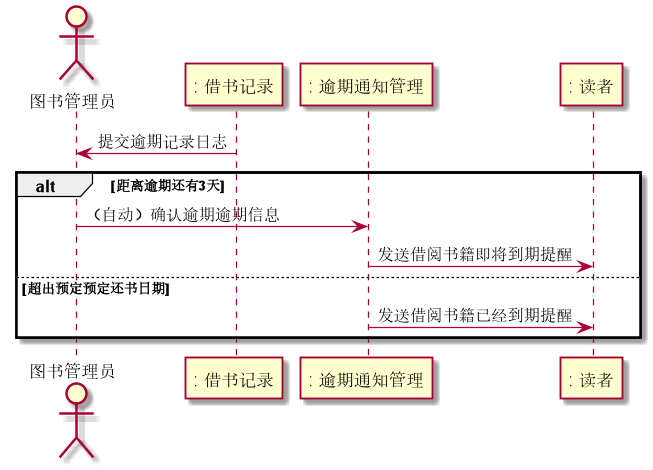 图书管理员
: 借书记录
: 逾期通知管理
: 读者
提交逾期记录日志
alt
[距离逾期还有3天]
（自动）确认逾期逾期信息
发送借阅书籍即将到期提醒
[超出预定预定还书日期]
发送借阅书籍已经到期提醒
图书管理员
: 借书记录
: 逾期通知管理
: 读者